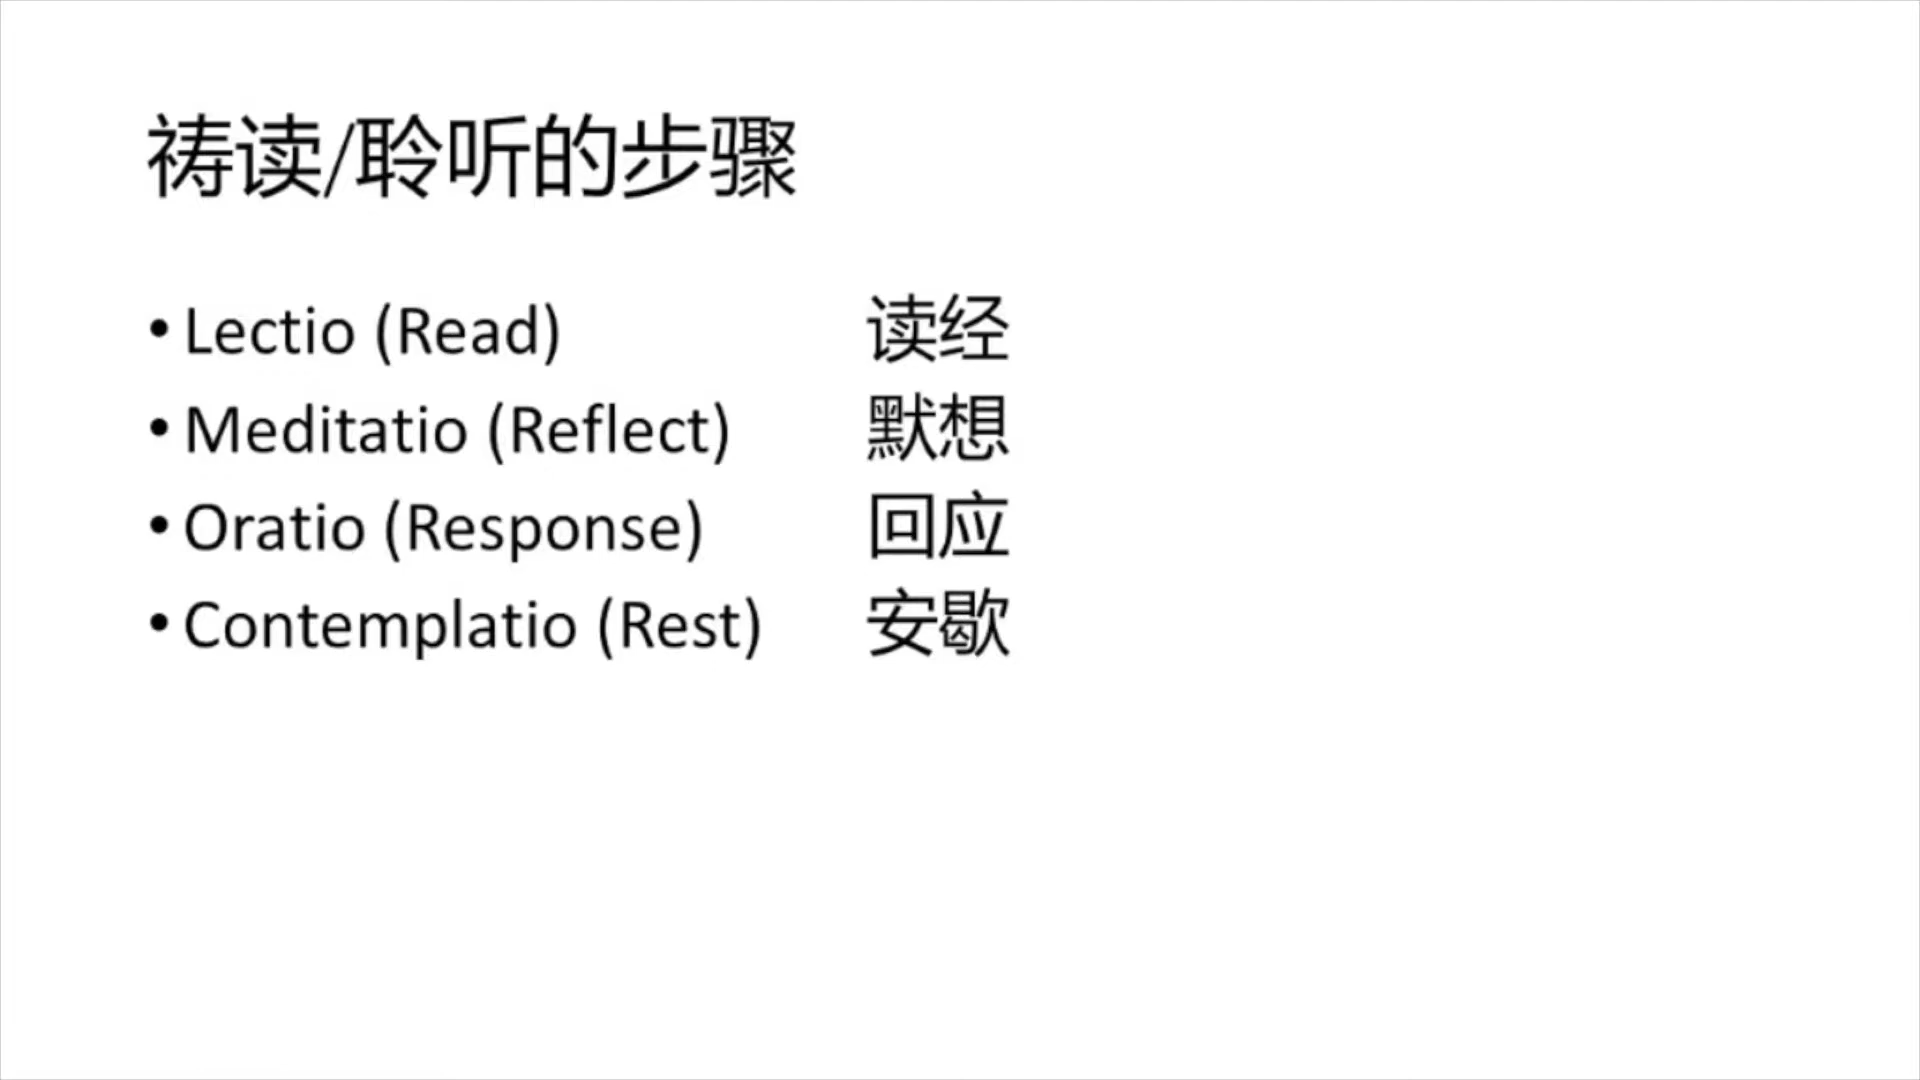 祷读/聆听的步骤
• Lectio (Read) 读经
• Meditatio (Reflect) 默想
• Oratio (Response) 回应
• Contemplatio (Rest) 安歇